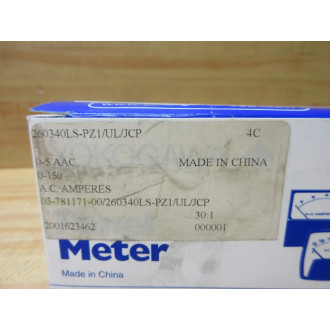 260340LS-PZ1/UL/JCP 4C
0-5 AAC MADE IN CHINA
0-150
A.C. AMPERES
03-781171-00/260340LS-PZ1/UL/JCP
30:1
2001623462 000001
Meter
Made in China